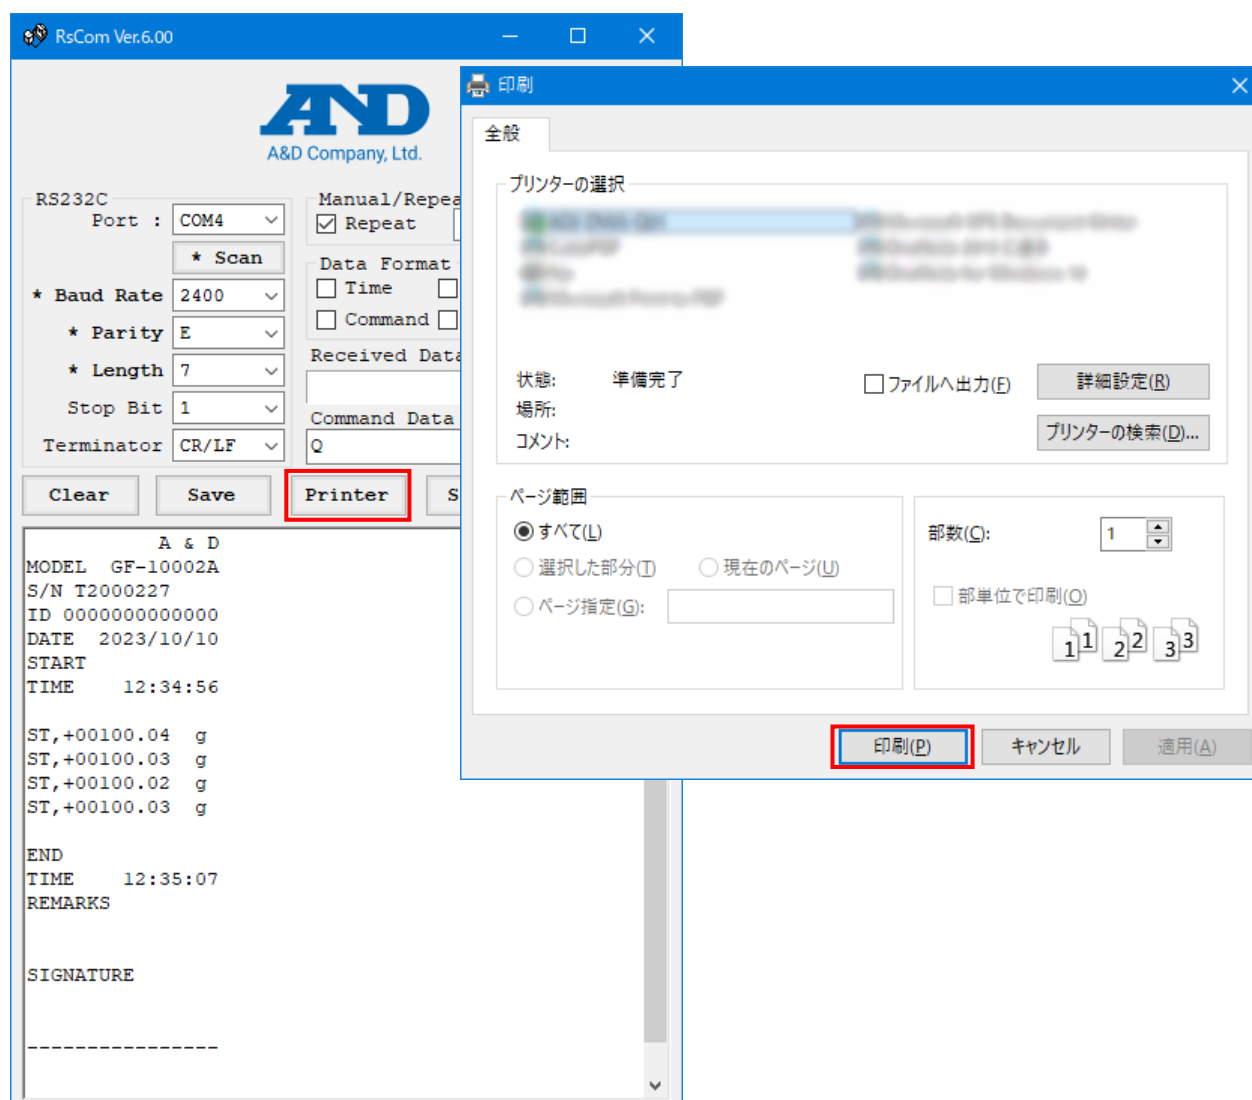 RsCom Ver.6.00
AND
A&D Company, Ltd.
RS232C
Port : COM4
* Scan
* Baud Rate 2400
* Parity E
* Length 7
Stop Bit 1
Terminator CR/LF
Manual/Repea
Repeat
Data Format
Time
Command
Received Data
Command Data
Q
Clear Save Printer S
A & D
MODEL GF-10002A
S/N T2000227
ID 0000000000000
DATE 2023/10/10
START
TIME 12:34:56
ST,+00100.04 g
ST,+00100.03 g
ST,+00100.02 g
ST,+00100.03 g
END
TIME 12:35:07
REMARKS
SIGNATURE
----------------
印刷
全般
プリンターの選択
状態: 準備完了
場所:
コメント:
ファイルへ出力(F)
詳細設定(R)
プリンターの検索(D)...
ページ範囲
すべて(L)
選択した部分(T) 現在のページ(U)
ページ指定(G):
部数(C): 1
部単位で印刷(O)
1 1 2 2 3 3
印刷(P) キャンセル 適用(A)